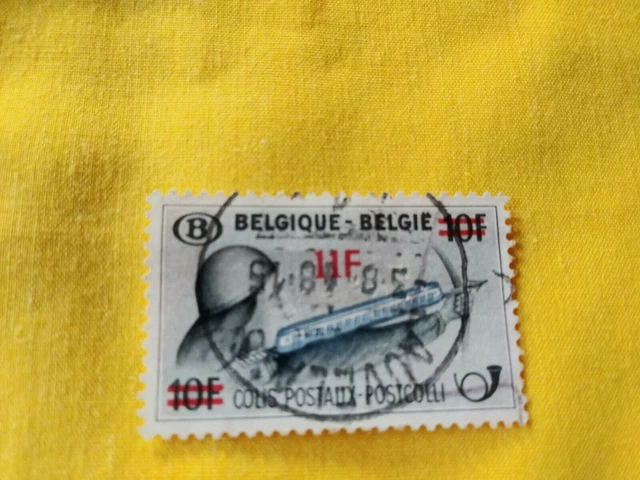 B BELGIQUE-BELGIË 10F
11F
10F COLIS POSTAUX-POSTCOLLI